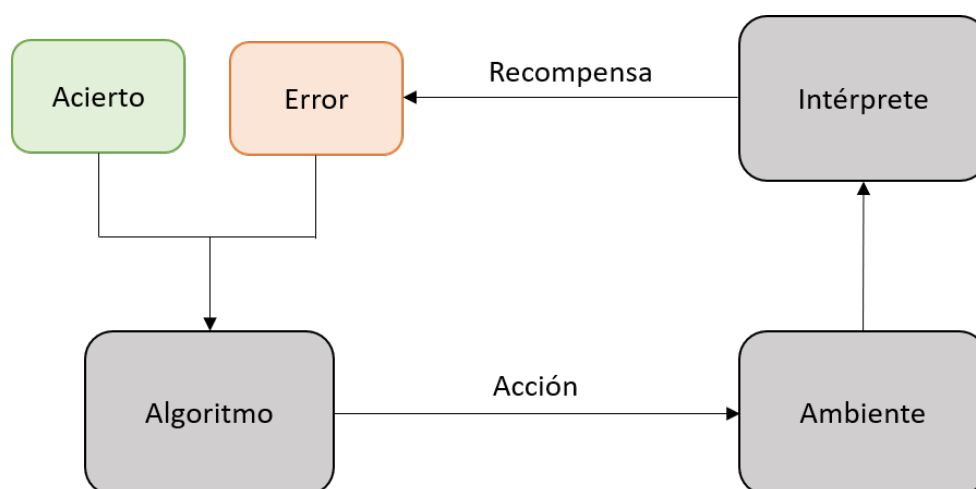 Recompensa
Acierto
Error
Intérprete
Acción
Algoritmo
Ambiente